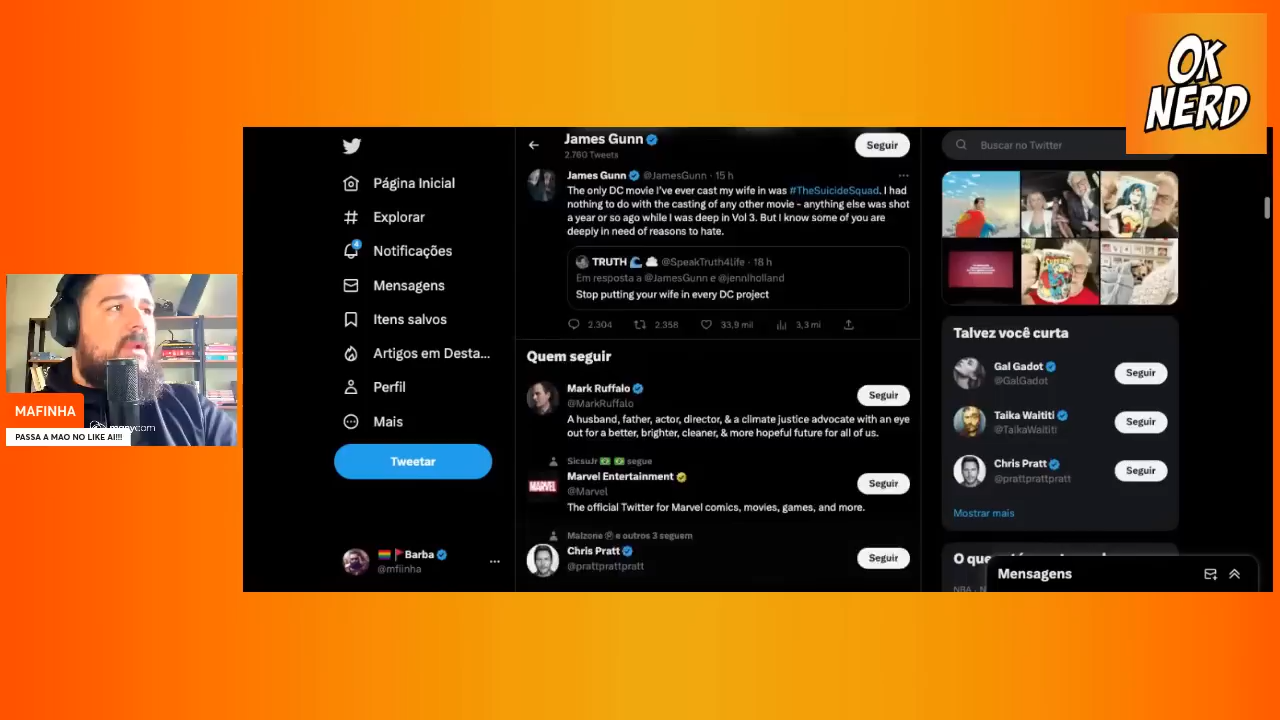 OK
NERD
James Gunn
2.760 Tweets
Seguir
Buscar no Twitter
Página Inicial
Explorar
4
Notificações
Mensagens
Itens salvos
Artigos em Desta...
Perfil
Mais
Tweetar
Barba
@mfiinha
James Gunn @JamesGunn · 15 h
The only DC movie I've ever cast my wife in was #TheSuicideSquad. I had
nothing to do with the casting of any other movie - anything else was shot
a year or so ago while I was deep in Vol 3. But I know some of you are
deeply in need of reasons to hate.
TRUTH @SpeakTruth4life · 18 h
Em resposta a @JamesGunn e @jennlholland
Stop putting your wife in every DC project
2.304 2.358 33,9 mil 3,3 mi
Quem seguir
Mark Ruffalo
@MarkRuffalo
Seguir
A husband, father, actor, director, & a climate justice advocate with an eye
out for a better, brighter, cleaner, & more hopeful future for all of us.
SicsuJr segue
Marvel Entertainment
@Marvel
Seguir
MARVEL
The official Twitter for Marvel comics, movies, games, and more.
Malzone e outros 3 seguem
Chris Pratt
@prattprattpratt
Seguir
Talvez você curta
Gal Gadot
@GalGadot
Seguir
Taika Waititi
@TaikaWaititi
Seguir
Chris Pratt
@prattprattpratt
Seguir
Mostrar mais
Mensagens
MAFINHA
PASSA A MAO NO LIKE AI!!!